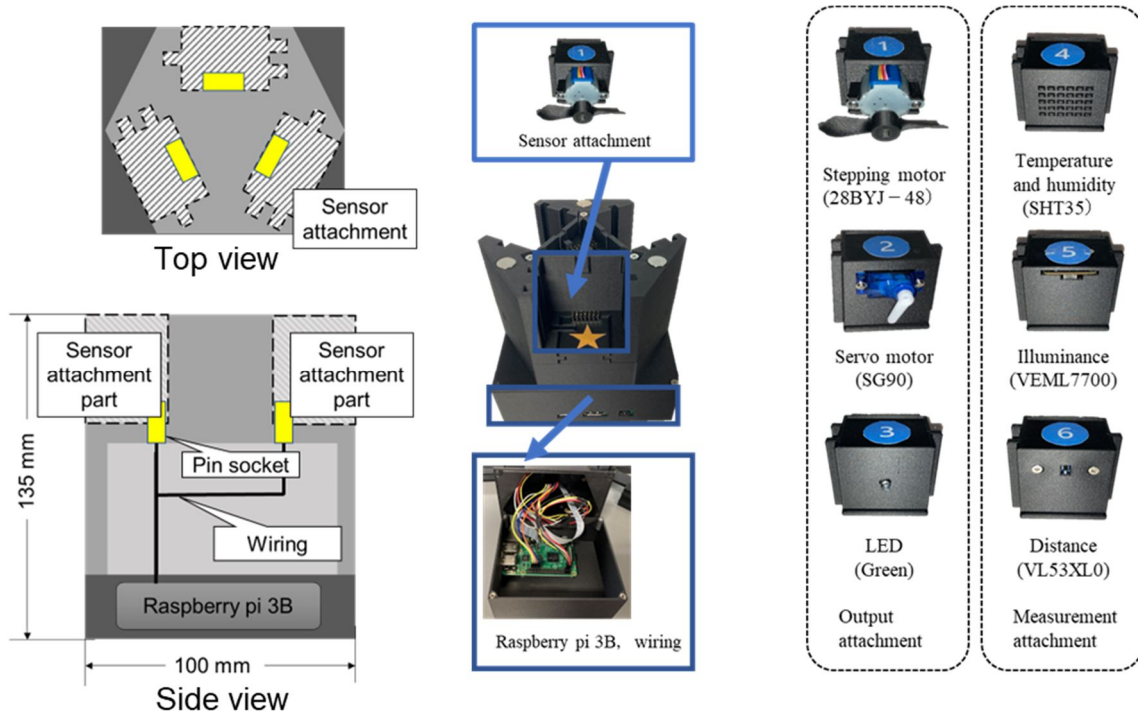 Sensor
attachment
Top view
Sensor
attachment
part
Sensor
attachment
part
Pin socket
Wiring
Raspberry pi 3B
135 mm
100 mm
Side view
1
Sensor attachment
Raspberry pi 3B, wiring
1
Stepping motor
(28BYJ－48)
2
Servo motor
(SG90)
3
LED
(Green)
Output
attachment
4
Temperature
and humidity
(SHT35)
5
Illuminance
(VEML7700)
6
Distance
(VL53XL0)
Measurement
attachment